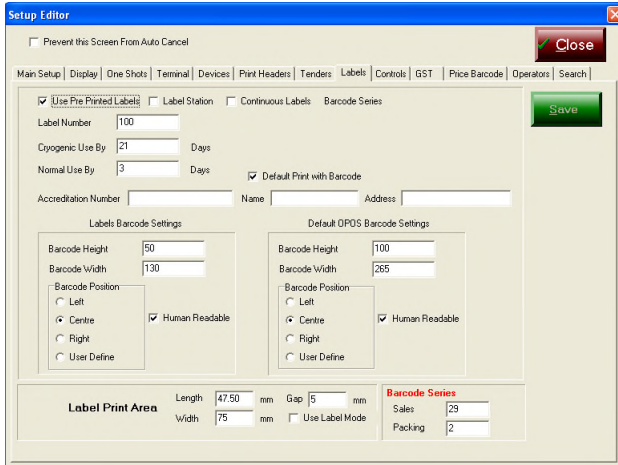 Setup Editor
Prevent this Screen From Auto Cancel
Close
Main Setup Display One Shots Terminal Devices Print Headers Tenders Labels Controls GST Price Barcode Operators Search
Use Pre Printed Labels Label Station Continuous Labels Barcode Series
Save
Label Number 100
Cryogenic Use By 21 Days
Normal Use By 3 Days
Default Print with Barcode
Accreditation Number Name Address
Labels Barcode Settings Default OPOS Barcode Settings
Barcode Height 50 Barcode Height 100
Barcode Width 130 Barcode Width 265
Barcode Position Barcode Position
Left Left
Centre Human Readable Centre Human Readable
Right Right
User Define User Define
Label Print Area Length 47.50 mm Gap 5 mm
Width 75 mm Use Label Mode
Barcode Series
Sales 29
Packing 2